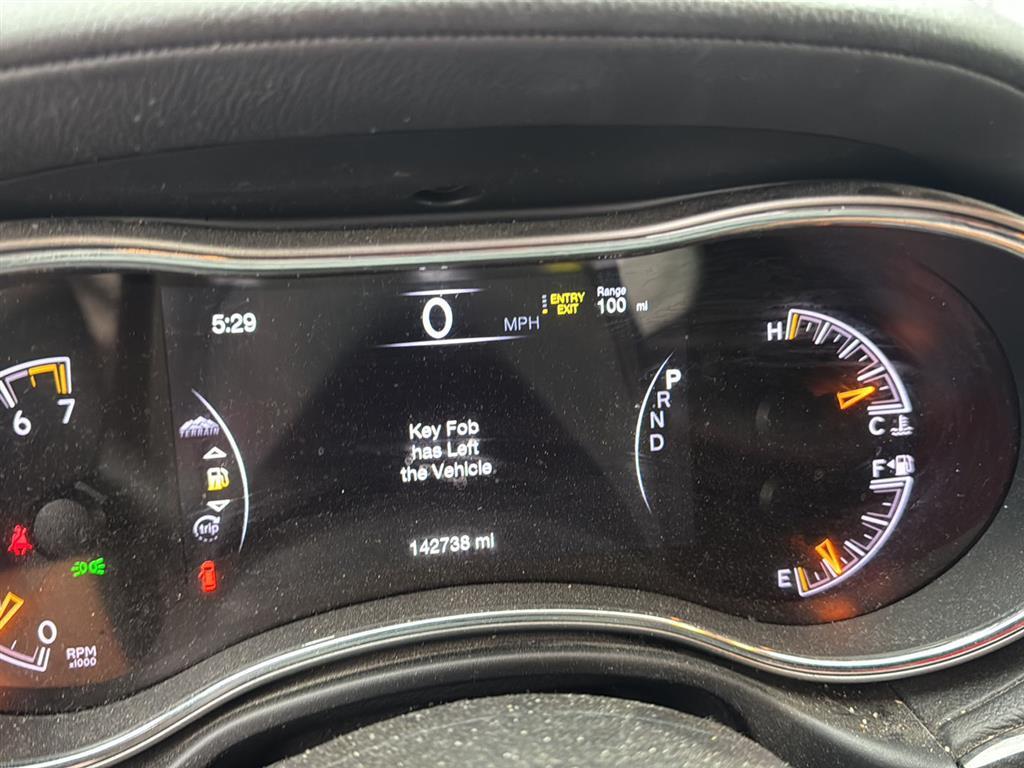 5:29
0
MPH
ENTRY
EXIT
Range
100 mi
H
C
F
E
6
7
P
R
N
D
TERRAIN
trip
Key Fob
has Left
the Vehicle
142738 mi
0
RPM
x1000